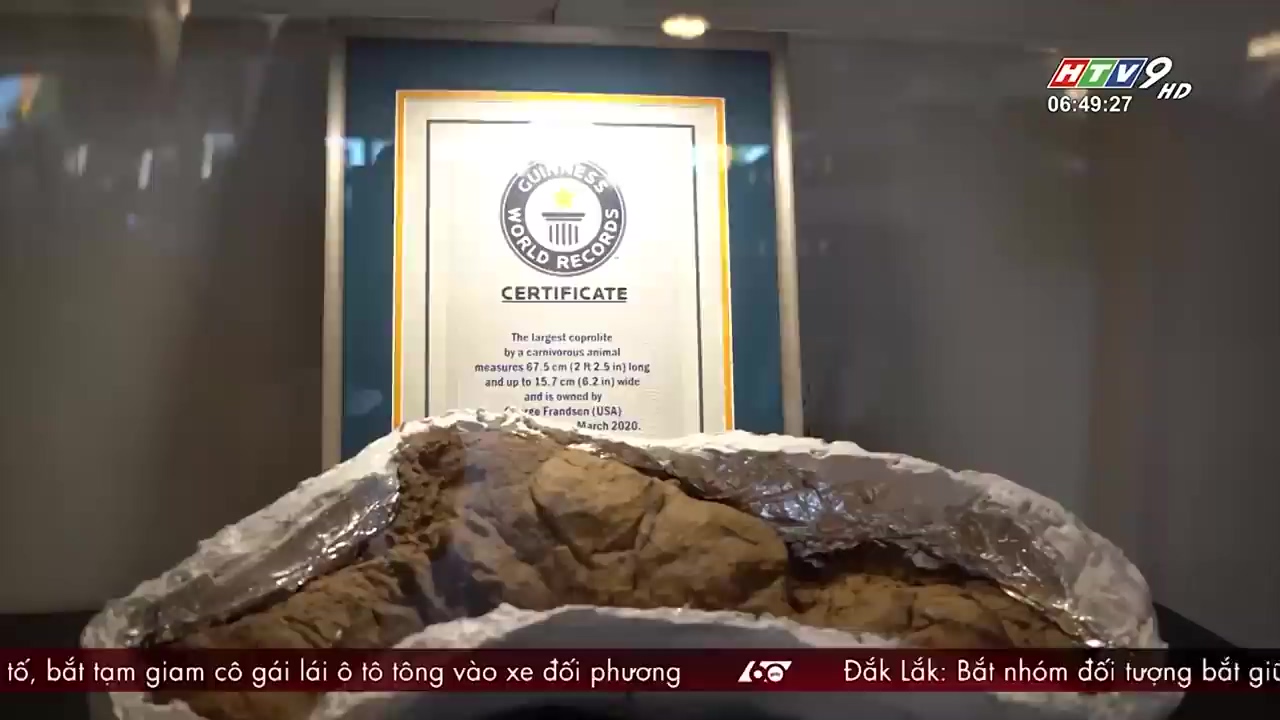 HTV9 HD
06:49:27
GUINNESS WORLD RECORDS
CERTIFICATE
The largest coprolite
by a carnivorous animal
measures 67.5 cm (2 ft 2.5 in) long
and up to 15.7 cm (6.2 in) wide
and is owned by
Frandsen (USA)
March 2020.
tố, bắt tạm giam cô gái lái ô tô tông vào xe đối phương
60
Đắk Lắk: Bắt nhóm đối tượng bắt